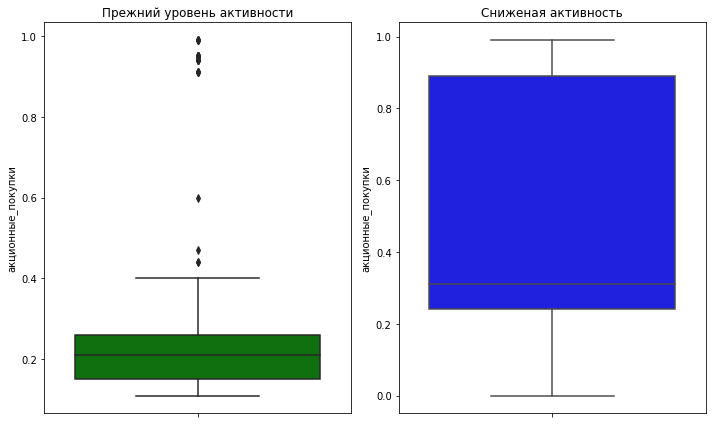 Прежний уровень активности
акционные_покупки
1.0
0.8
0.6
0.4
0.2
Сниженая активность
акционные_покупки
1.0
0.8
0.6
0.4
0.2
0.0